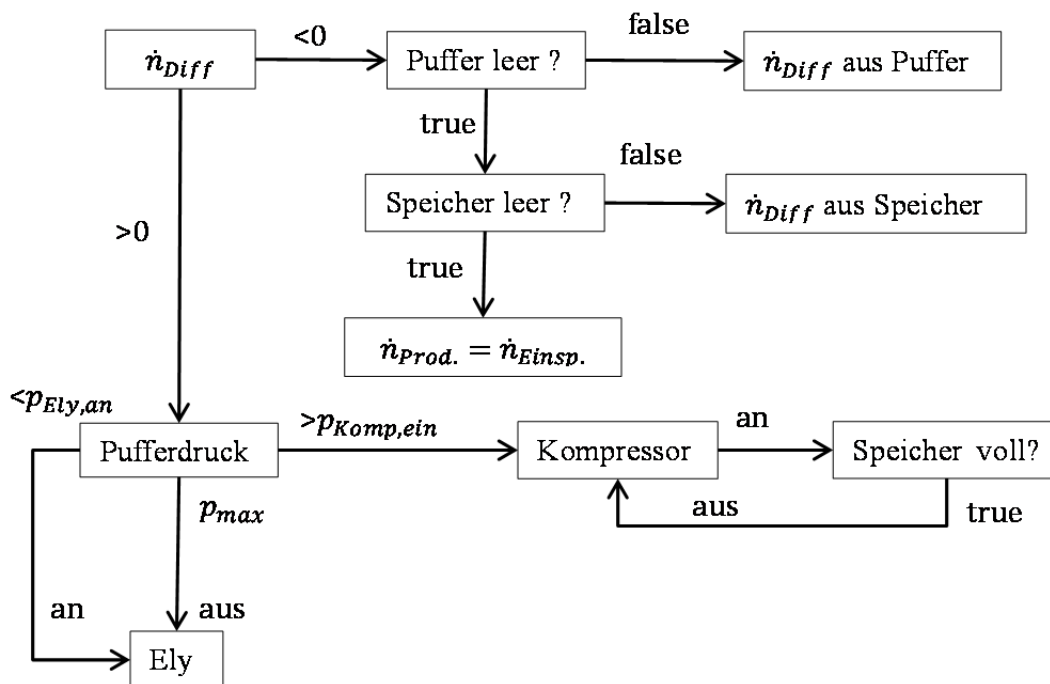 <0
false
ṅ_Diff
Puffer leer ?
ṅ_Diff aus Puffer
true
false
Speicher leer ?
ṅ_Diff aus Speicher
>0
true
ṅ_Prod. = ṅ_Einsp.
<p_Ely,an
>p_Komp,ein
an
Pufferdruck
Kompressor
Speicher voll?
p_max
aus
true
an
aus
Ely